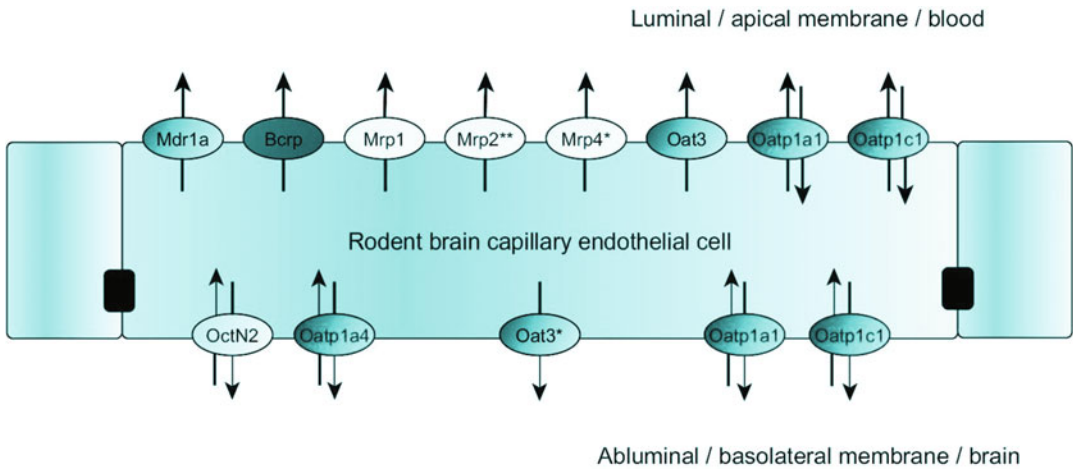 Luminal / apical membrane / blood
Mdr1a
Bcrp
Mrp1
Mrp2**
Mrp4*
Oat3
Oatp1a1
Oatp1c1
Rodent brain capillary endothelial cell
OctN2
Oatp1a4
Oat3*
Oatp1a1
Oatp1c1
Abluminal / basolateral membrane / brain